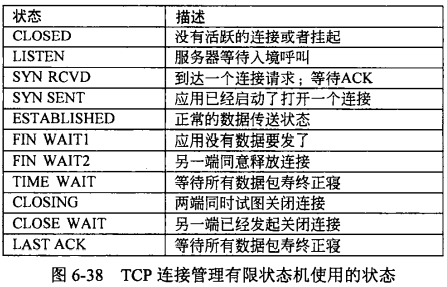 状态 描述
CLOSED 没有活跃的连接或者挂起
LISTEN 服务器等待入境呼叫
SYN RCVD 到达一个连接请求；等待ACK
SYN SENT 应用已经启动了打开一个连接
ESTABLISHED 正常的数据传送状态
FIN WAIT1 应用没有数据要发了
FIN WAIT2 另一端同意释放连接
TIME WAIT 等待所有数据包寿终正寝
CLOSING 两端同时试图关闭连接
CLOSE WAIT 另一端已经发起关闭连接
LAST ACK 等待所有数据包寿终正寝
图 6-38 TCP 连接管理有限状态机使用的状态